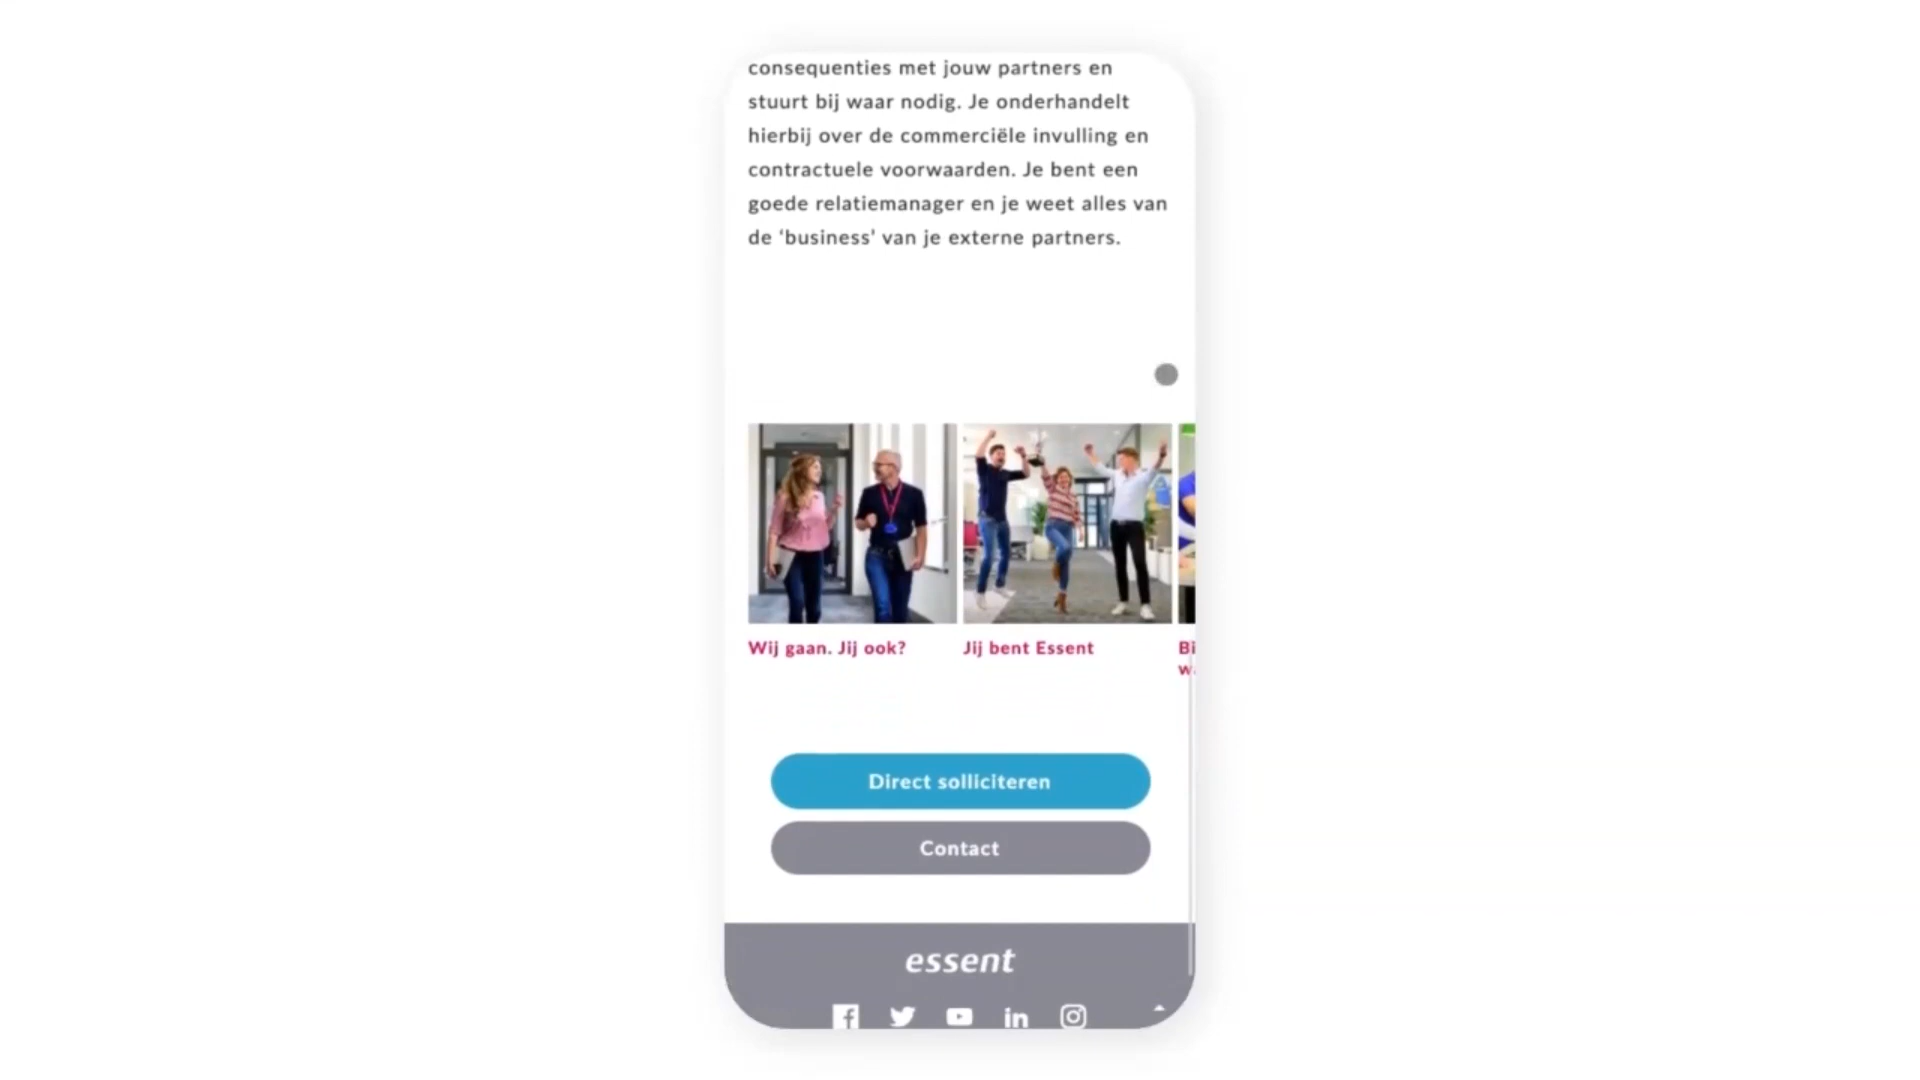 consequenties met jouw partners en
stuurt bij waar nodig. Je onderhandelt
hierbij over de commerciële invulling en
contractuele voorwaarden. Je bent een
goede relatiemanager en je weet alles van
de 'business' van je externe partners.
Wij gaan. Jij ook?
Jij bent Essent
Direct solliciteren
Contact
essent